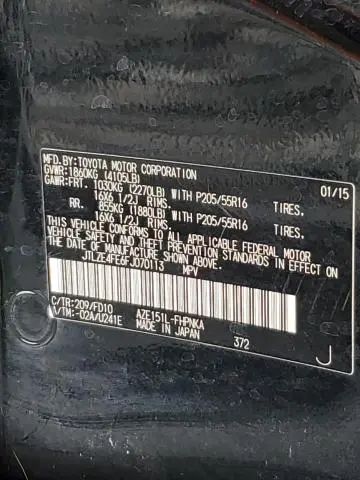 MFD.BY:TOYOTA MOTOR CORPORATION 01/15
GVWR:1860KG (4105LB)
GAWR:FRT. 1030KG (2270LB) WITH P205/55R16 TIRES.
16X6 1/2J RIMS.
RR. 855KG (1880LB) WITH P205/55R16 TIRES.
16X6 1/2J RIMS.
THIS VEHICLE CONFORMS TO ALL APPLICABLE FEDERAL MOTOR
VEHICLE SAFETY AND THEFT PREVENTION STANDARDS IN EFFECT ON
THE DATE OF MANUFACTURE SHOWN ABOVE.
JTLZE4FE6FJ070113 MPV
C/TR:209/FD10 AZE151L-FHPNKA
A/TM:-02A/U241E MADE IN JAPAN 372 J